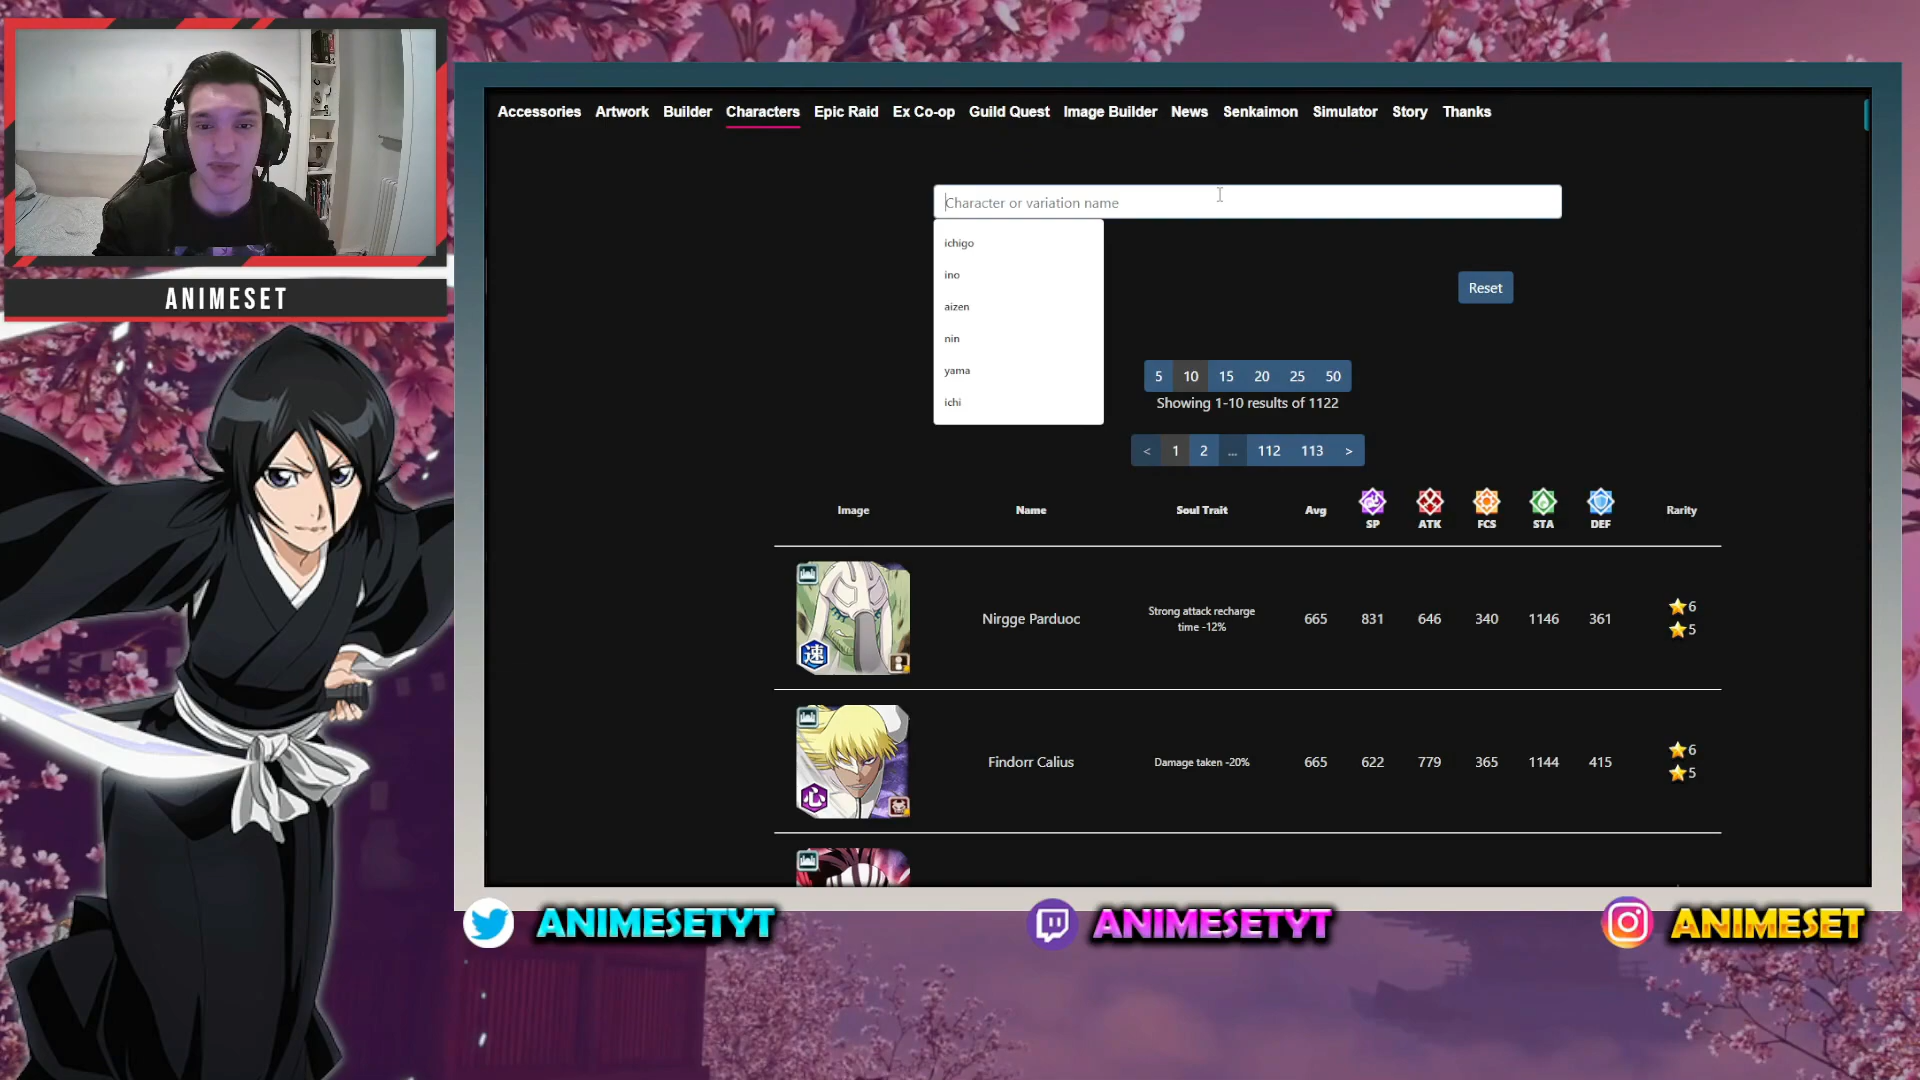 Accessories Artwork Builder Characters Epic Raid Ex Co-op Guild Quest Image Builder News Senkaimon Simulator Story Thanks
Character or variation name
ichigo
ino
aizen
nin
yama
ichi
Reset
5 10 15 20 25 50
Showing 1-10 results of 1122
< 1 2 ... 112 113 >
Image Name Soul Trait Avg SP ATK FCS STA DEF Rarity
速
Nirgge Parduoc
Strong attack recharge
time -12%
665 831 646 340 1146 361
6
5
心
Findorr Calius
Damage taken -20%
665 622 779 365 1144 415
6
5
ANIMESET
ANIMESETYT
ANIMESETYT
ANIMESET